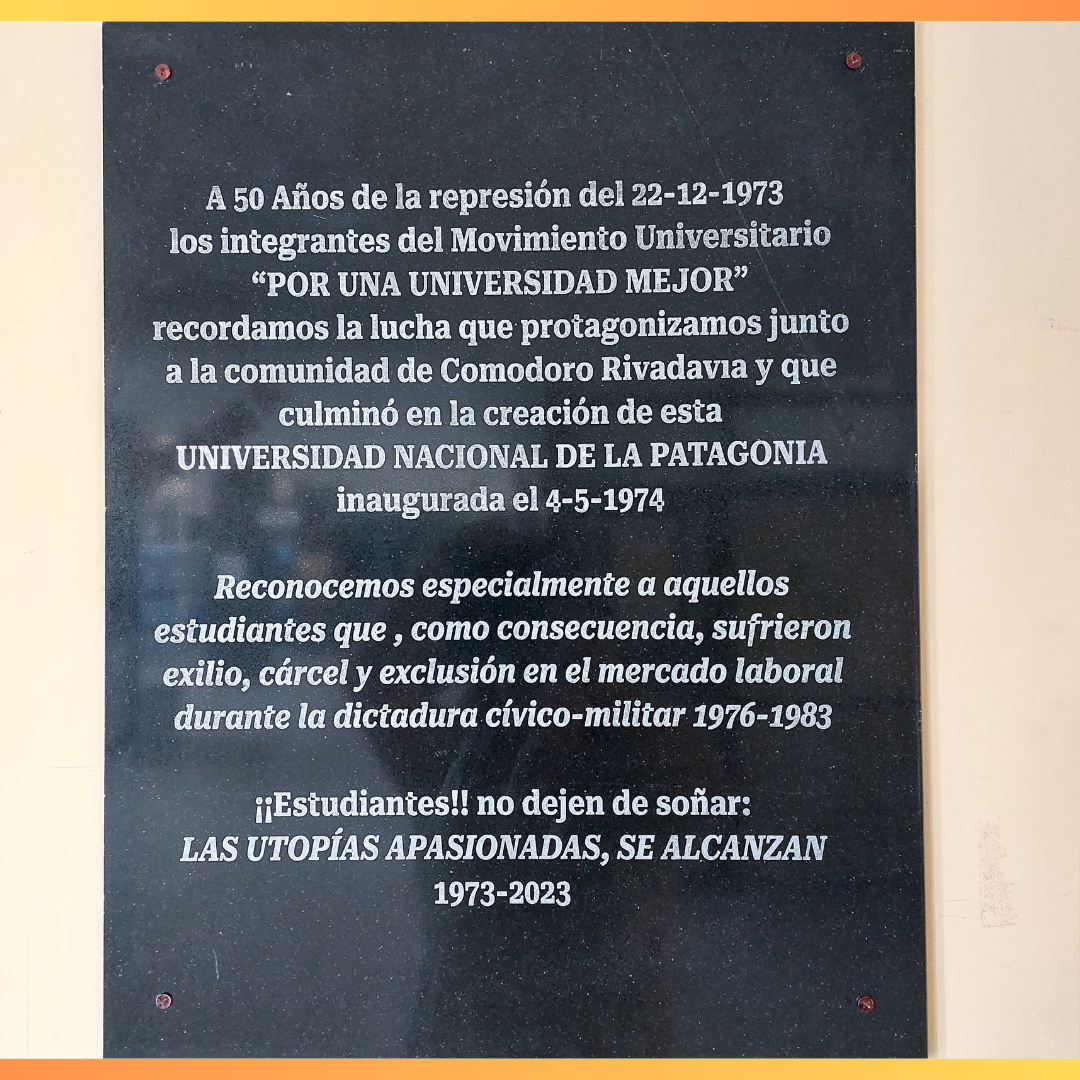 A 50 Años de la represión del 22-12-1973
los integrantes del Movimiento Universitario
“POR UNA UNIVERSIDAD MEJOR”
recordamos la lucha que protagonizamos junto
a la comunidad de Comodoro Rivadavia y que
culminó en la creación de esta
UNIVERSIDAD NACIONAL DE LA PATAGONIA
inaugurada el 4-5-1974
Reconocemos especialmente a aquellos
estudiantes que , como consecuencia, sufrieron
exilio, cárcel y exclusión en el mercado laboral
durante la dictadura cívico-militar 1976-1983
¡¡Estudiantes!! no dejen de soñar:
LAS UTOPÍAS APASIONADAS, SE ALCANZAN
1973-2023